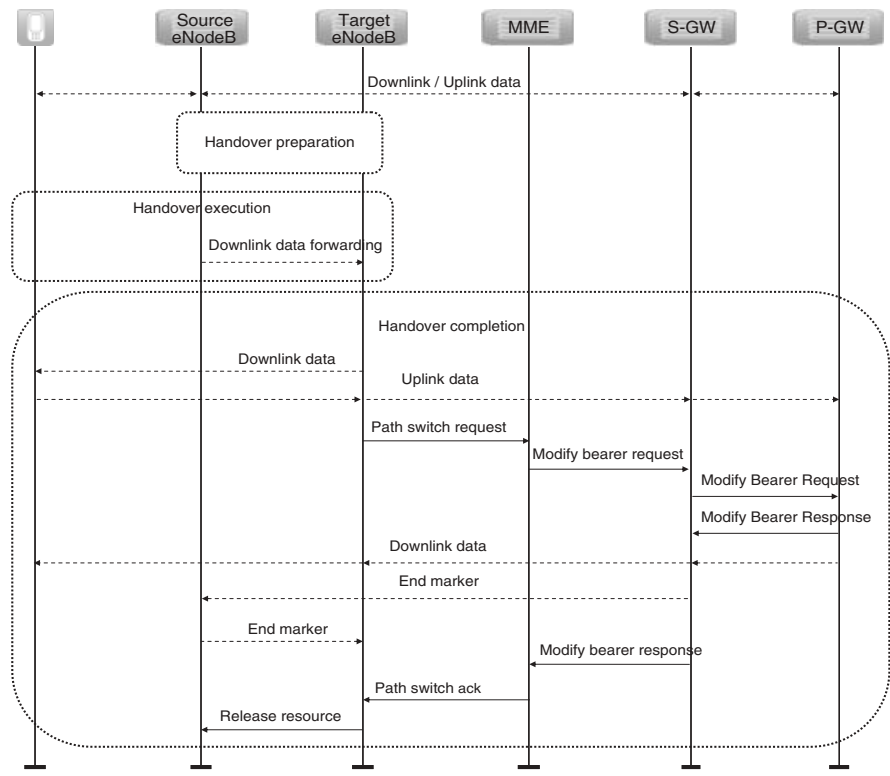 Source
eNodeB
Target
eNodeB
MME
S-GW
P-GW
Downlink / Uplink data
Handover preparation
Handover execution
Downlink data forwarding
Handover completion
Downlink data
Uplink data
Path switch request
Modify bearer request
Modify Bearer Request
Modify Bearer Response
Downlink data
End marker
End marker
Modify bearer response
Path switch ack
Release resource